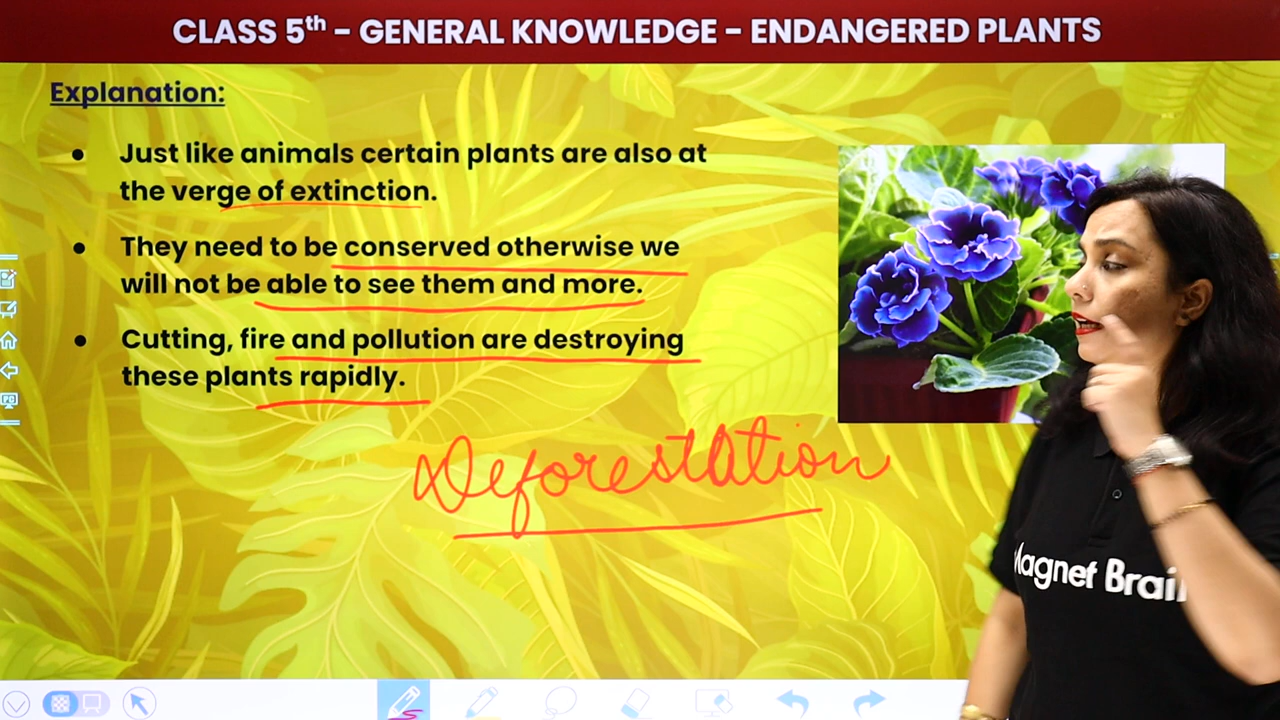 CLASS 5th – GENERAL KNOWLEDGE – ENDANGERED PLANTS
Explanation:
● Just like animals certain plants are also at
the verge of extinction.
● They need to be conserved otherwise we
will not be able to see them and more.
● Cutting, fire and pollution are destroying
these plants rapidly.
Deforestation
Magnet Brai